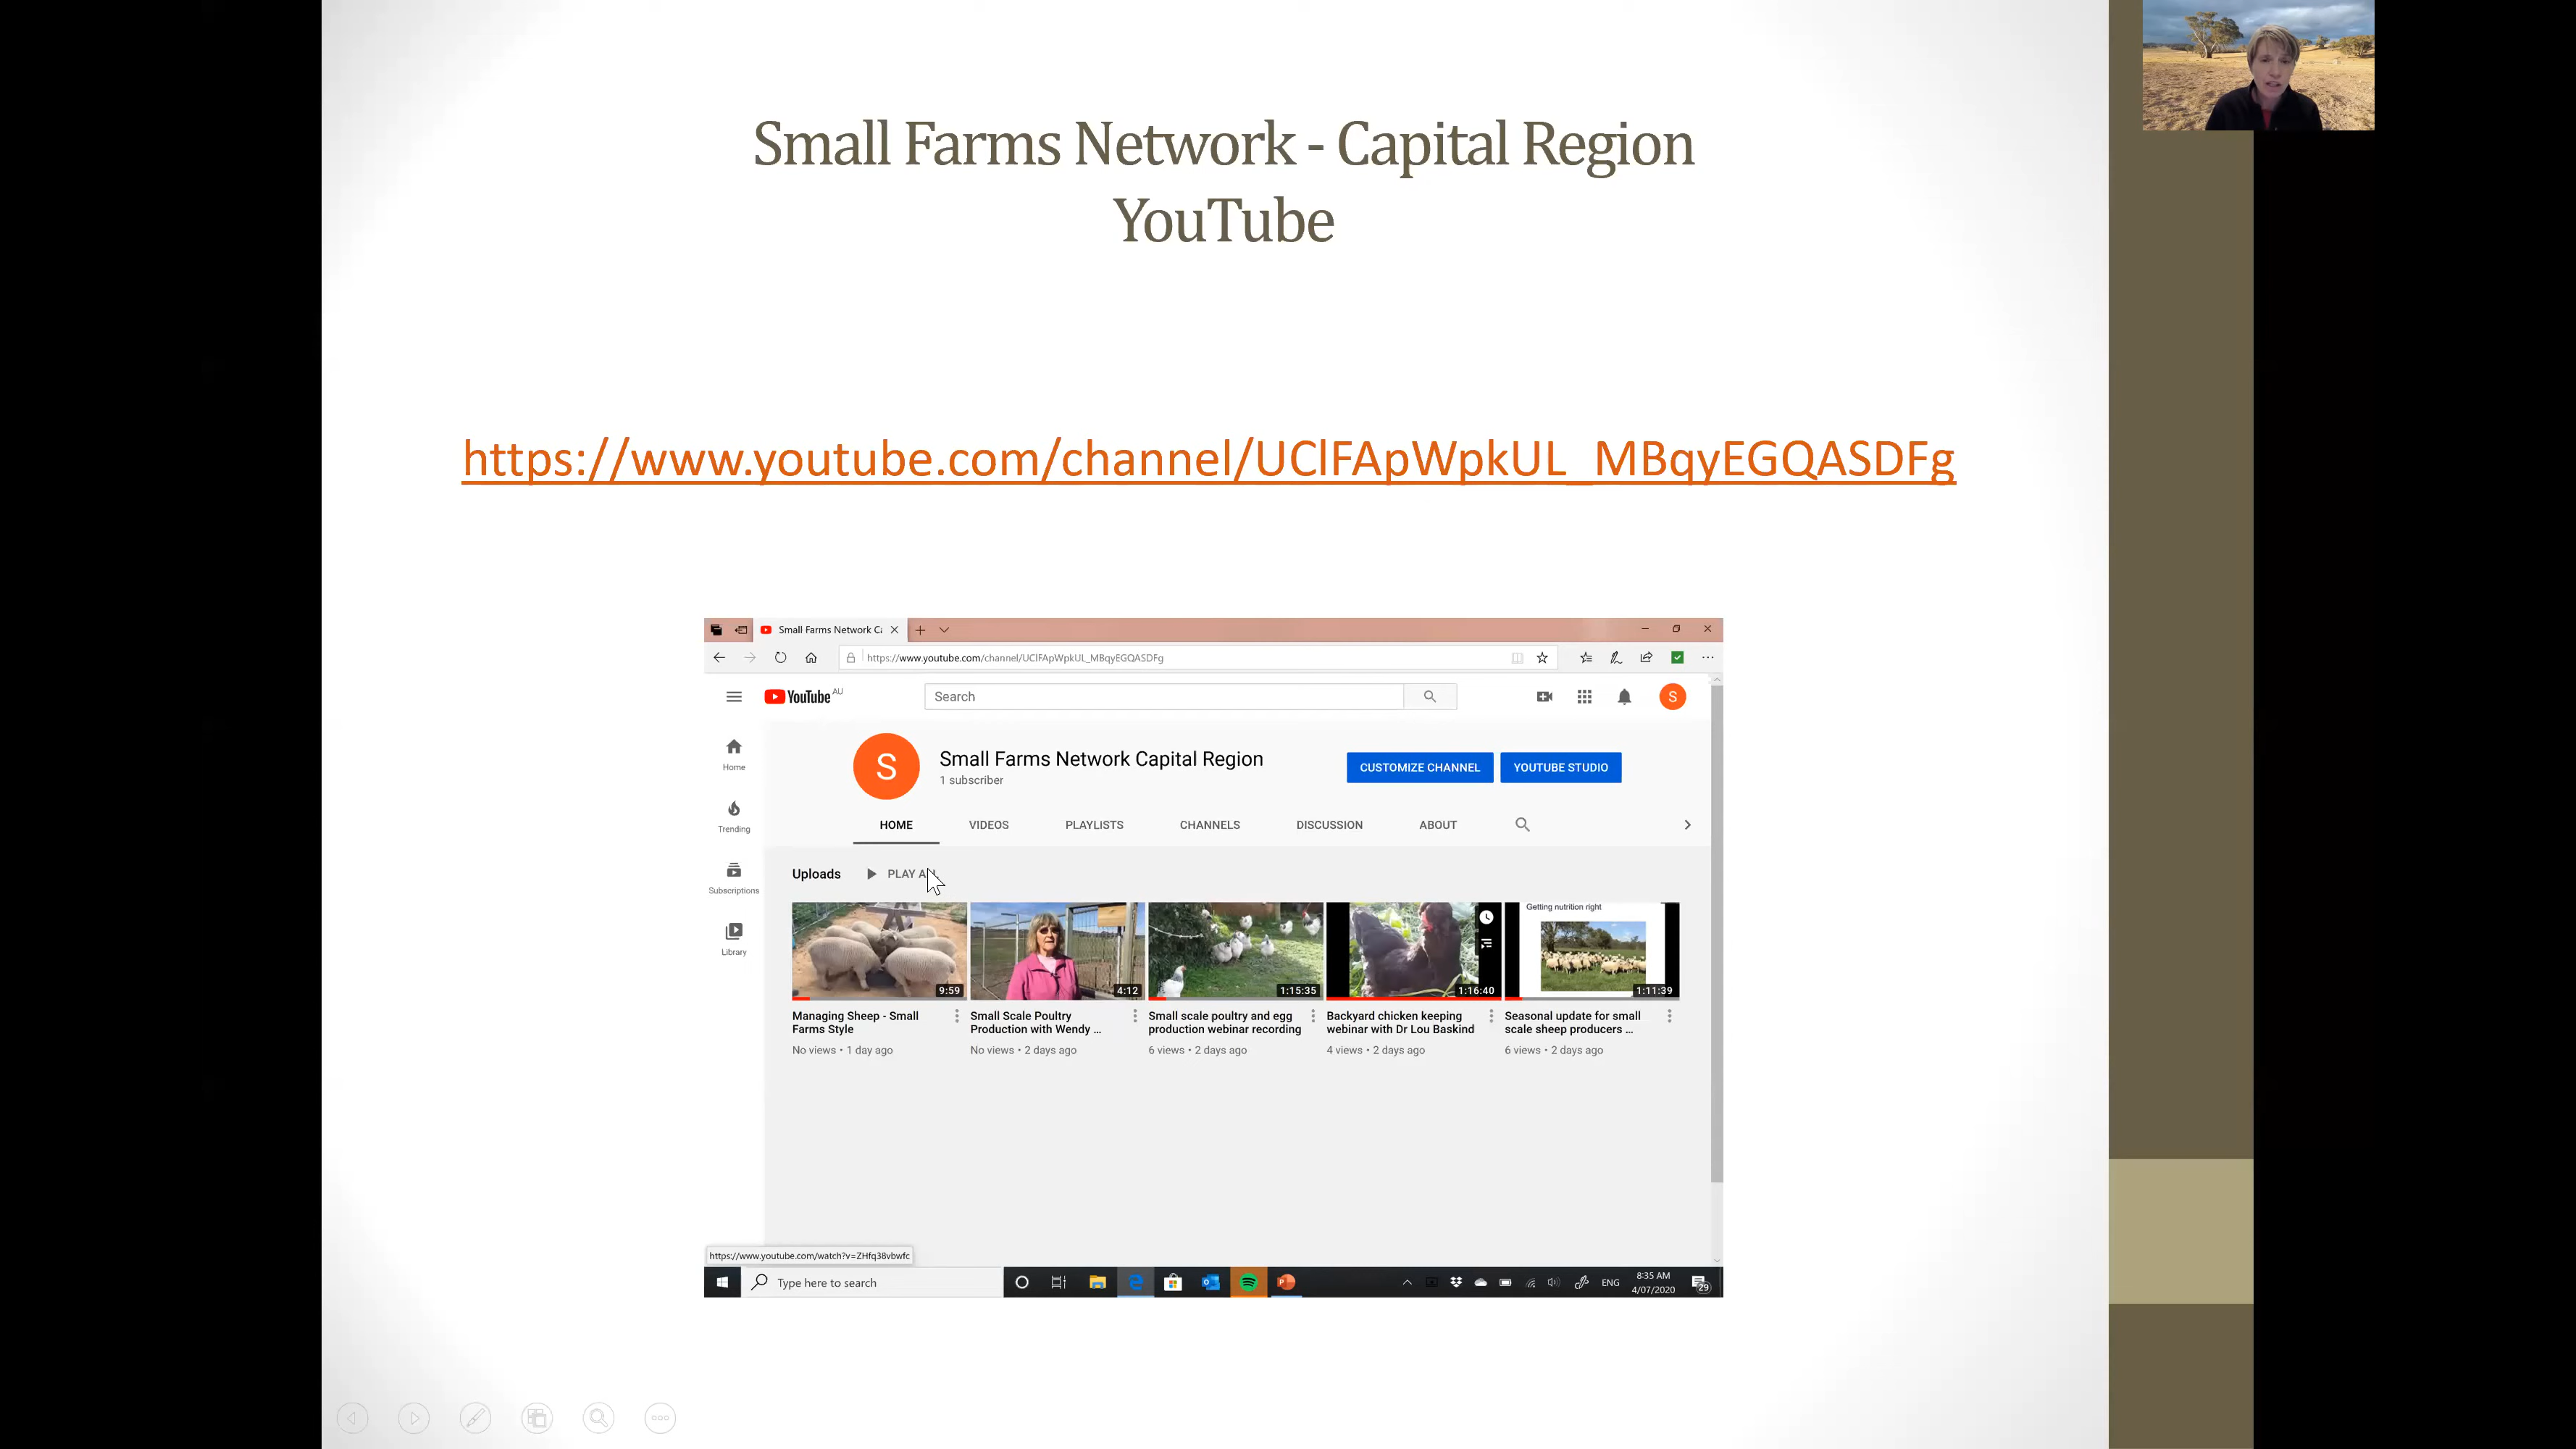 Small Farms Network - Capital Region
YouTube
https://www.youtube.com/channel/UClFApWpkUL_MBqyEGQASDFg
Small Farms Network Ca
https://www.youtube.com/channel/UClFApWpkUL_MBqyEGQASDFg
YouTube AU
Search
S
Home
Trending
Subscriptions
Library
S
Small Farms Network Capital Region
1 subscriber
CUSTOMIZE CHANNEL
YOUTUBE STUDIO
HOME
VIDEOS
PLAYLISTS
CHANNELS
DISCUSSION
ABOUT
Uploads
PLAY ALL
Getting nutrition right
9:59
4:12
1:15:35
1:16:40
1:11:39
Managing Sheep - Small
Farms Style
No views • 1 day ago
Small Scale Poultry
Production with Wendy ...
No views • 2 days ago
Small scale poultry and egg
production webinar recording
6 views • 2 days ago
Backyard chicken keeping
webinar with Dr Lou Baskind
4 views • 2 days ago
Seasonal update for small
scale sheep producers ...
6 views • 2 days ago
https://www.youtube.com/watch?v=ZHfq38vbwfc
Type here to search
ENG
8:35 AM
4/07/2020
29